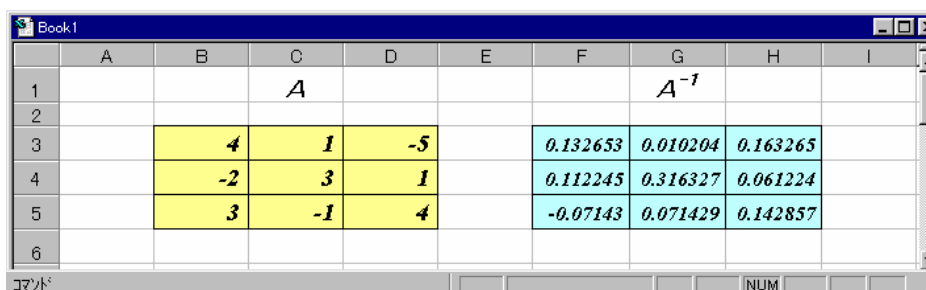 Book1
A B C D E F G H I
1 A A⁻¹
2
3 4 1 -5 0.132653 0.010204 0.163265
4 -2 3 1 0.112245 0.316327 0.061224
5 3 -1 4 -0.07143 0.071429 0.142857
6
コマンド NUM